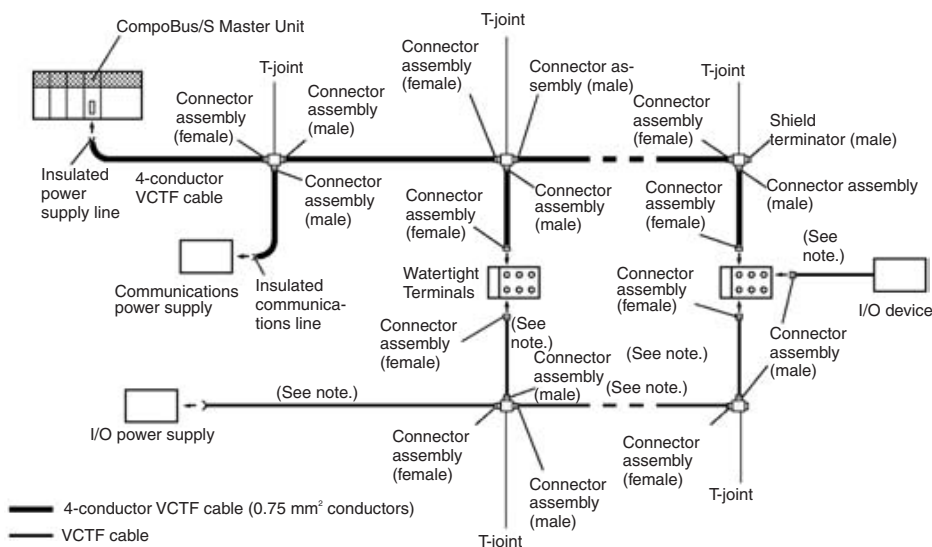 CompoBus/S Master Unit
T-joint
T-joint
T-joint
Connector
assembly
(female)
Connector
assembly
(male)
Connector
assembly
(female)
Connector as-
sembly (male)
Connector
assembly
(female)
Shield
terminator (male)
Insulated
power
supply line
4-conductor
VCTF cable
Connector
assembly
(male)
Connector
assembly
(female)
Connector
assembly
(male)
Connector
assembly
(female)
Connector assembly
(male)
(See
note.)
Communications
power supply
Insulated
communica-
tions line
Watertight
Terminals
Connector
assembly
(female)
I/O device
Connector
assembly
(female)
(See
note.)
(See note.)
Connector
assembly
(male)
Connector
assembly
(male)
(See note.)
(See note.)
I/O power supply
Connector
assembly
(female)
Connector
assembly
(male)
Connector
assembly
(female)
T-joint
T-joint
4-conductor VCTF cable (0.75 mm² conductors)
VCTF cable